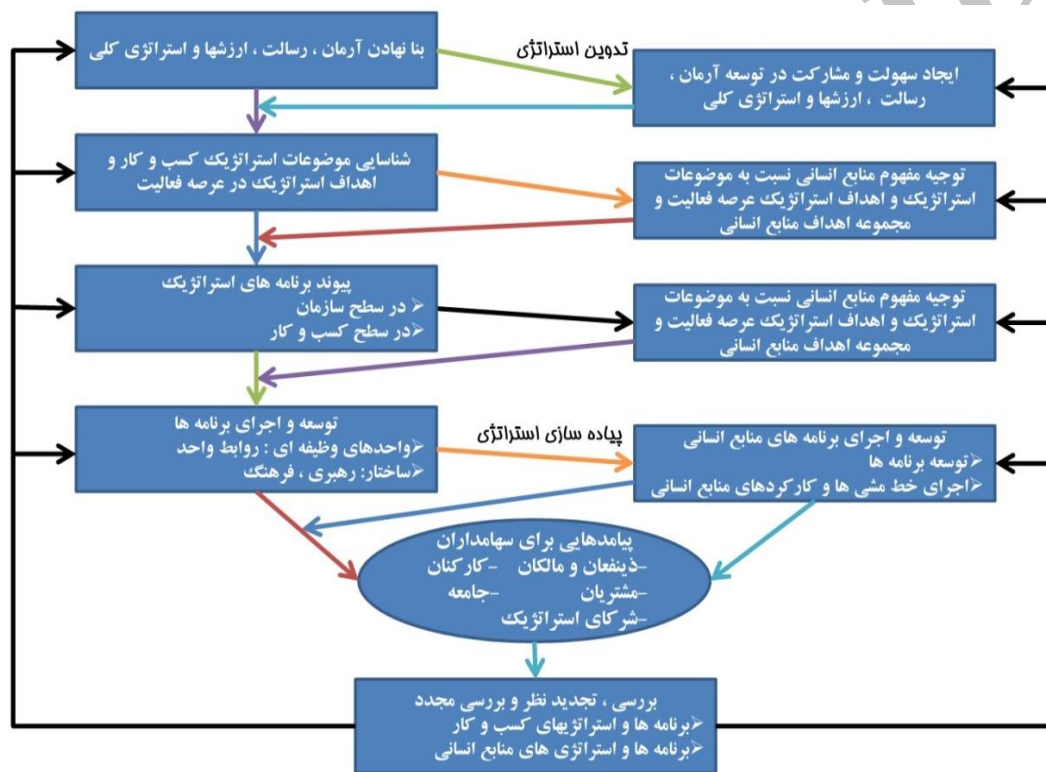 بنا نهادن آرمان ، رسالت ، ارزشها و استراتژی کلی
تدوین استراتژی
ایجاد سهولت و مشارکت در توسعه آرمان ،
رسالت ، ارزشها و استراتژی کلی
شناسایی موضوعات استراتژیک کسب و کار و
اهداف استراتژیک در عرصه فعالیت
توجیه مفهوم منابع انسانی نسبت به موضوعات
استراتژیک و اهداف استراتژیک عرصه فعالیت و
مجموعه اهداف منابع انسانی
پیوند برنامه های استراتژیک
در سطح سازمان
در سطح کسب و کار
توجیه مفهوم منابع انسانی نسبت به موضوعات
استراتژیک و اهداف استراتژیک عرصه فعالیت و
مجموعه اهداف منابع انسانی
توسعه و اجرای برنامه ها
واحدهای وظیفه ای : روابط واحد
ساختار: رهبری ، فرهنگ
پیاده سازی استراتژی
توسعه و اجرای برنامه های منابع انسانی
توسعه برنامه ها
اجرای خط مشی ها و کارکردهای منابع انسانی
پیامدهایی برای سهامداران
-ذینفعان و مالکان -کارکنان
-مشتریان -جامعه
-شرکای استراتژیک
بررسی ، تجدید نظر و بررسی مجدد
برنامه ها و استراتژیهای کسب و کار
برنامه ها و استراتژی های منابع انسانی